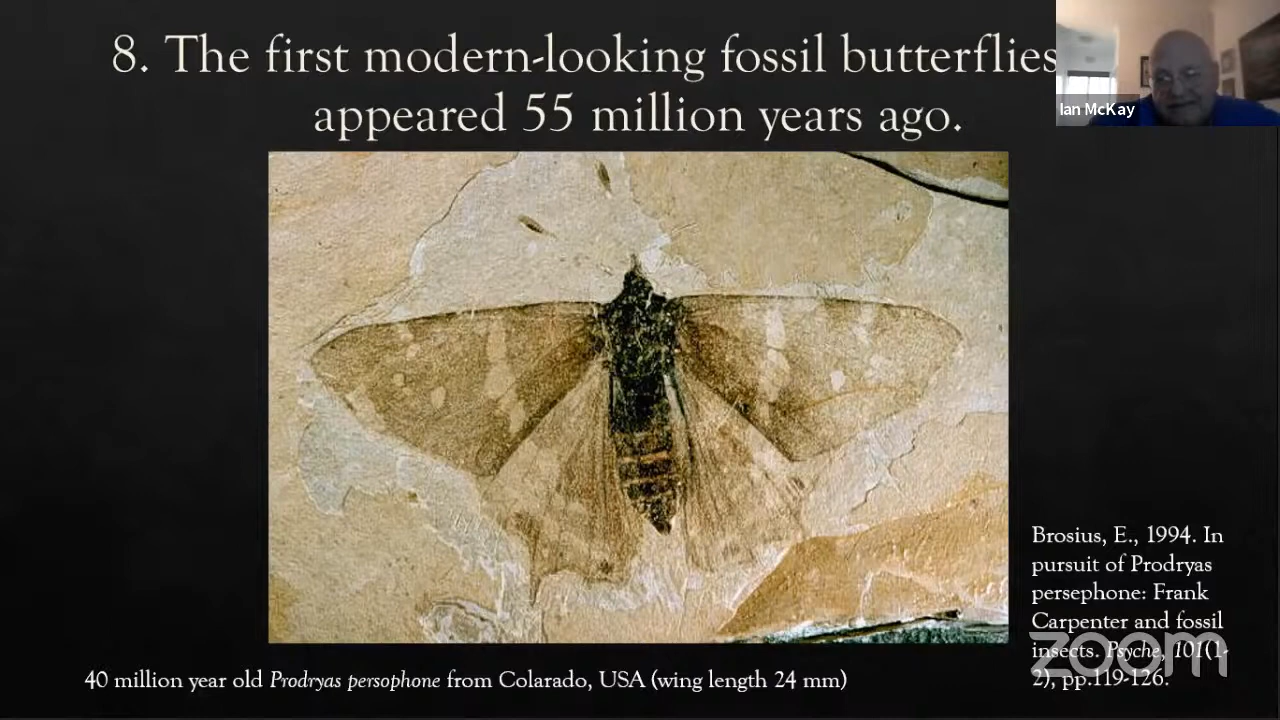 8. The first modern-looking fossil butterflies
appeared 55 million years ago.
Ian McKay
Brosius, E., 1994. In
pursuit of Prodryas
persephone: Frank
Carpenter and fossil
insects. Psyche, 101(1-
2), pp.119-126.
zoom
40 million year old Prodryas persophone from Colarado, USA (wing length 24 mm)